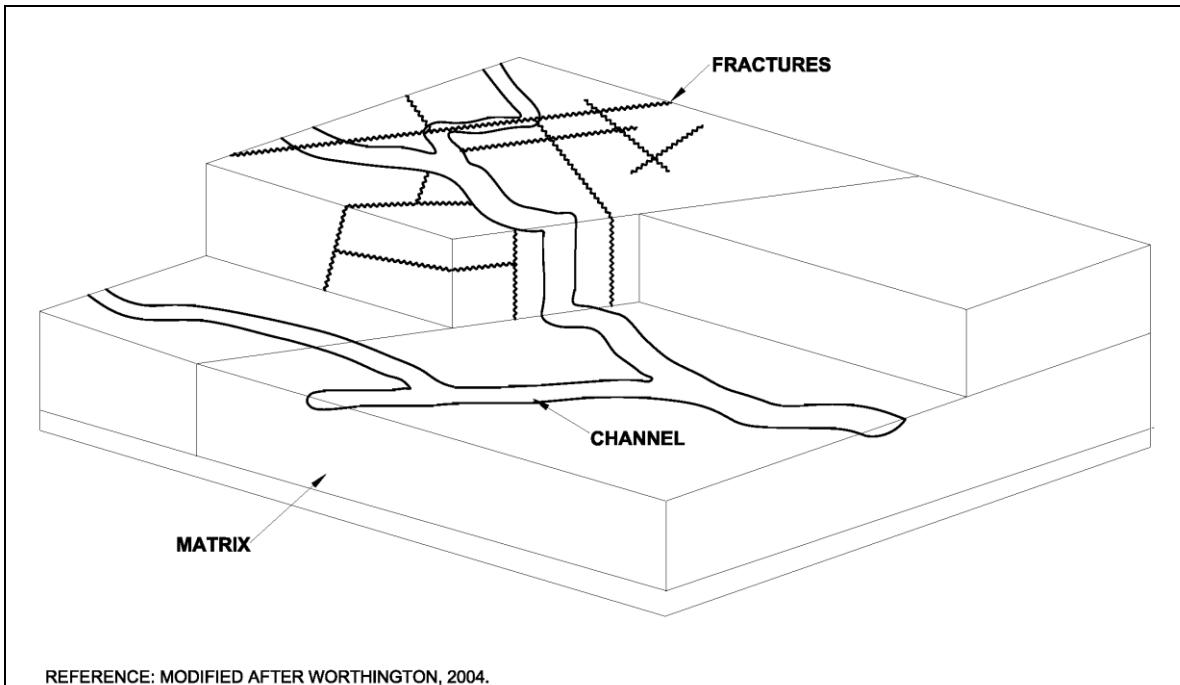 FRACTURES
CHANNEL
MATRIX
REFERENCE: MODIFIED AFTER WORTHINGTON, 2004.